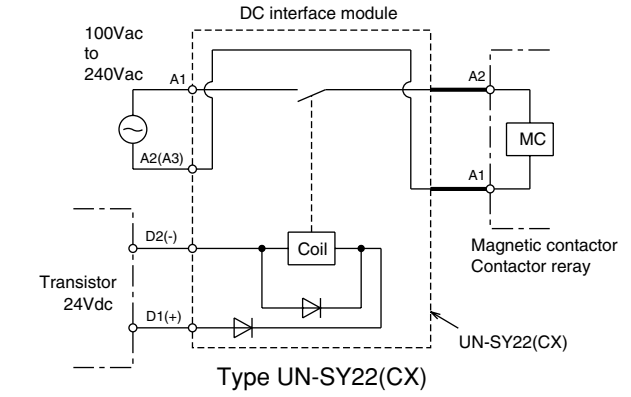 DC interface module
100Vac
to
240Vac
A1
A2
MC
A2(A3)
A1
D2(-)
Coil
Magnetic contactor
Contactor reray
Transistor
24Vdc
D1(+)
UN-SY22(CX)
Type UN-SY22(CX)